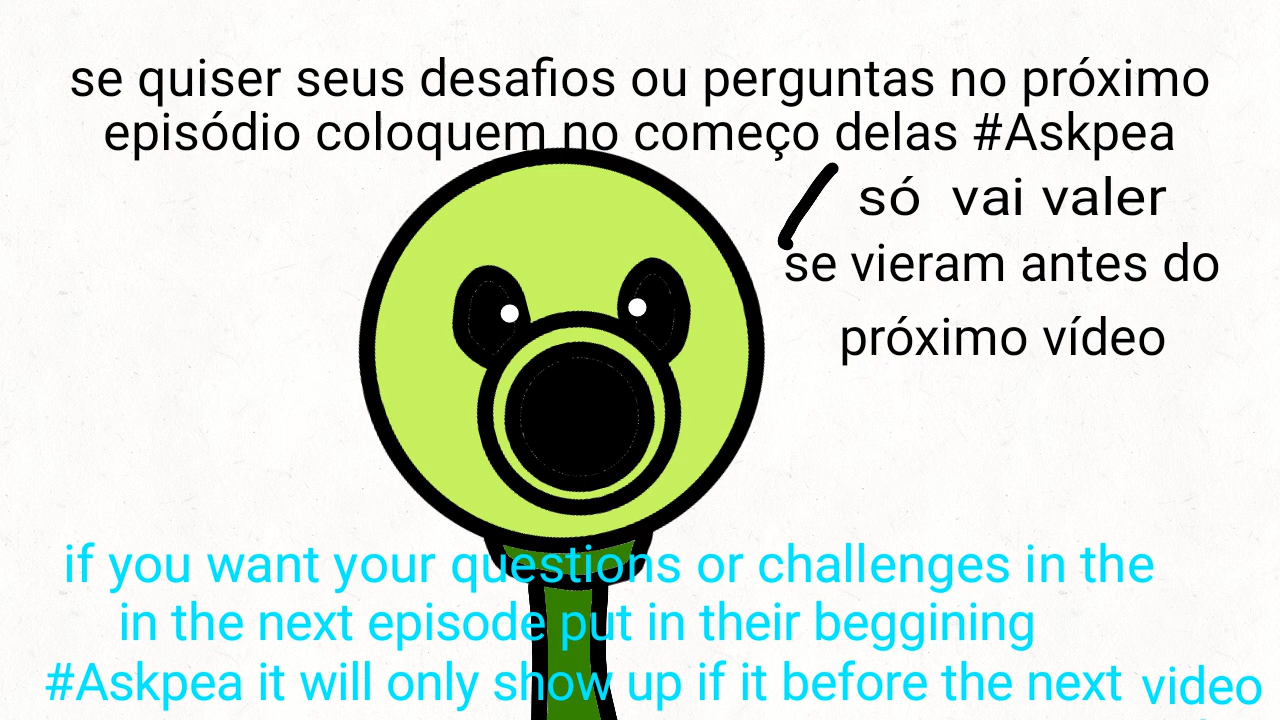 se quiser seus desafios ou perguntas no próximo
episódio coloquem no começo delas #Askpea
só vai valer
se vieram antes do
próximo vídeo
if you want your questions or challenges in the
in the next episode put in their beggining
#Askpea it will only show up if it before the next video